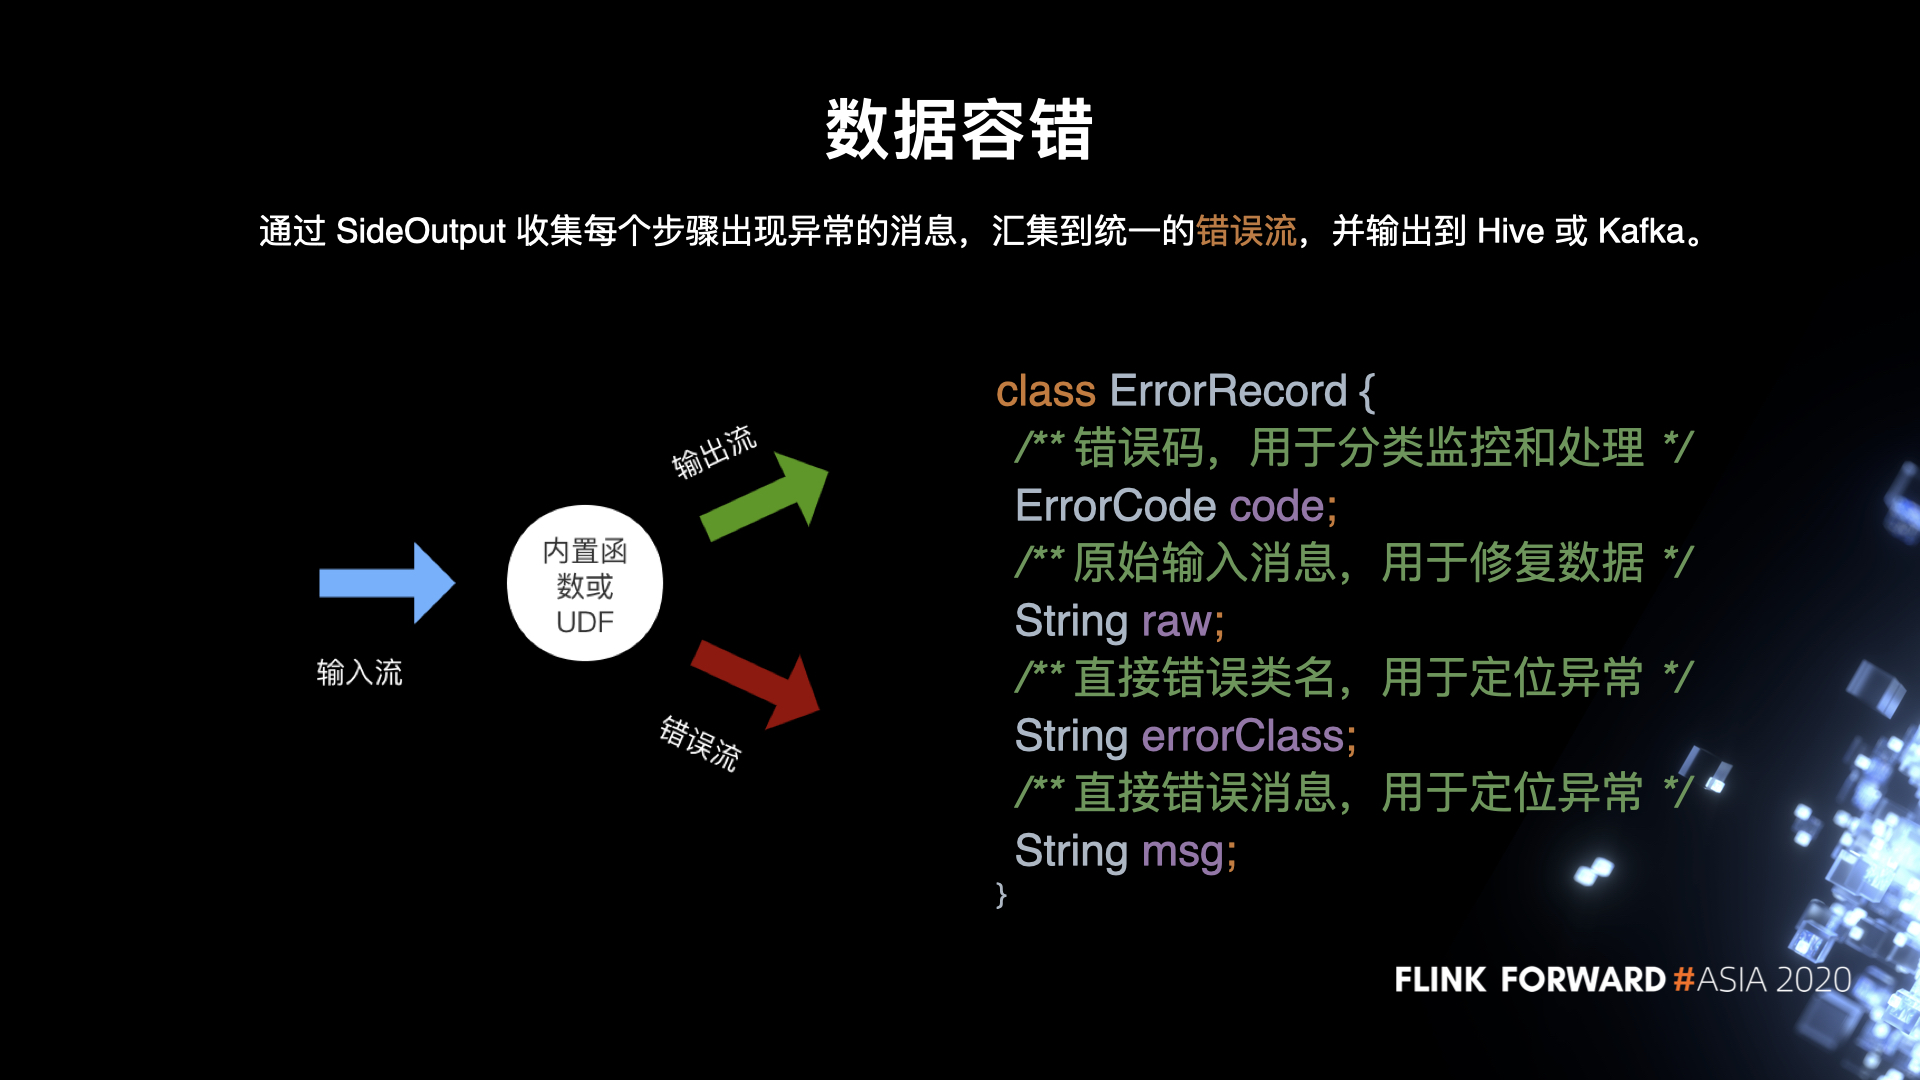 数据容错
通过 SideOutput 收集每个步骤出现异常的消息，汇集到统一的错误流，并输出到 Hive 或 Kafka。
输入流
内置函
数或
UDF
输出流
错误流
class ErrorRecord {
/** 错误码，用于分类监控和处理 */
ErrorCode code;
/** 原始输入消息，用于修复数据 */
String raw;
/** 直接错误类名，用于定位异常 */
String errorClass;
/** 直接错误消息，用于定位异常 */
String msg;
}
FLINK FORWARD #ASIA 2020